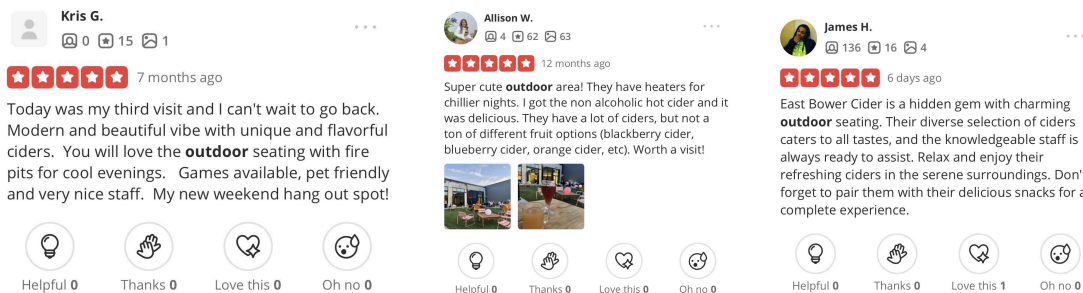 Kris G.
0 15 1
7 months ago
Today was my third visit and I can't wait to go back.
Modern and beautiful vibe with unique and flavorful
ciders.  You will love the outdoor seating with fire
pits for cool evenings.   Games available, pet friendly
and very nice staff.  My new weekend hang out spot!
Helpful 0 Thanks 0 Love this 0 Oh no 0
Allison W.
4 62 63
12 months ago
Super cute outdoor area! They have heaters for
chillier nights. I got the non alcoholic hot cider and it
was delicious. They have a lot of ciders, but not a
ton of different fruit options (blackberry cider,
blueberry cider, orange cider, etc). Worth a visit!
Helpful 0 Thanks 0 Love this 0 Oh no 0
James H.
136 16 4
6 days ago
East Bower Cider is a hidden gem with charming
outdoor seating. Their diverse selection of ciders
caters to all tastes, and the knowledgeable staff is
always ready to assist. Relax and enjoy their
refreshing ciders in the serene surroundings. Don'
forget to pair them with their delicious snacks for a
complete experience.
Helpful 0 Thanks 0 Love this 1 Oh no 0